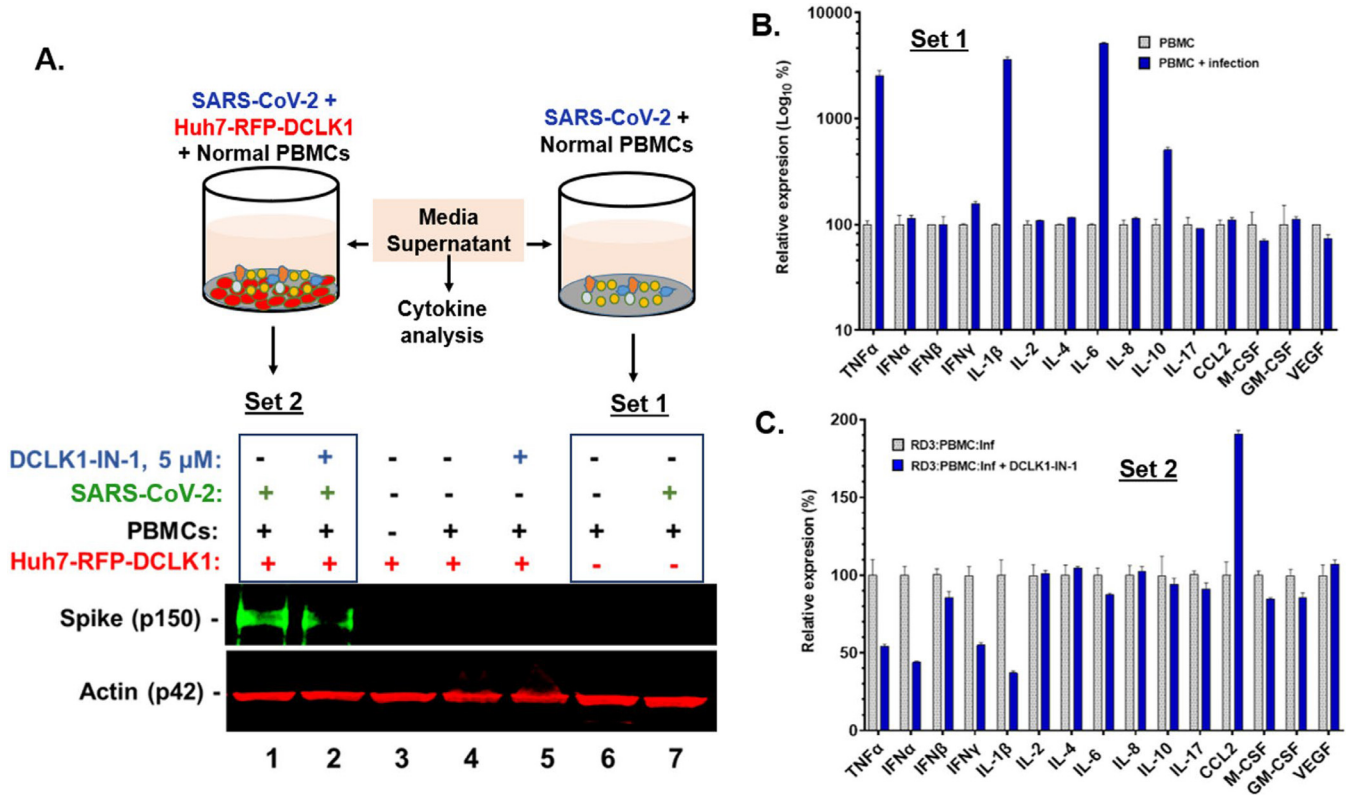 A.
SARS-CoV-2 +
Huh7-RFP-DCLK1
+ Normal PBMCs
SARS-CoV-2 +
Normal PBMCs
Media
Supernatant
Cytokine
analysis
Set 2
Set 1
DCLK1-IN-1, 5 µM: - + - - + - -
SARS-CoV-2: + + - - - - +
PBMCs: + + - + + + +
Huh7-RFP-DCLK1: + + + + + - -
Spike (p150) -
Actin (p42) -
1 2 3 4 5 6 7
B.
Set 1
PBMC
PBMC + infection
Relative expresion (Log10 %)
10000
1000
100
10
TNFα IFNα IFNβ IFNγ IL-1β IL-2 IL-4 IL-6 IL-8 IL-10 IL-17 CCL2 M-CSF GM-CSF VEGF
C.
RD3:PBMC:Inf
RD3:PBMC:Inf + DCLK1-IN-1
Set 2
Relative expresion (%)
200
150
100
50
0
TNFα IFNα IFNβ IFNγ IL-1β IL-2 IL-4 IL-6 IL-8 IL-10 IL-17 CCL2 M-CSF GM-CSF VEGF